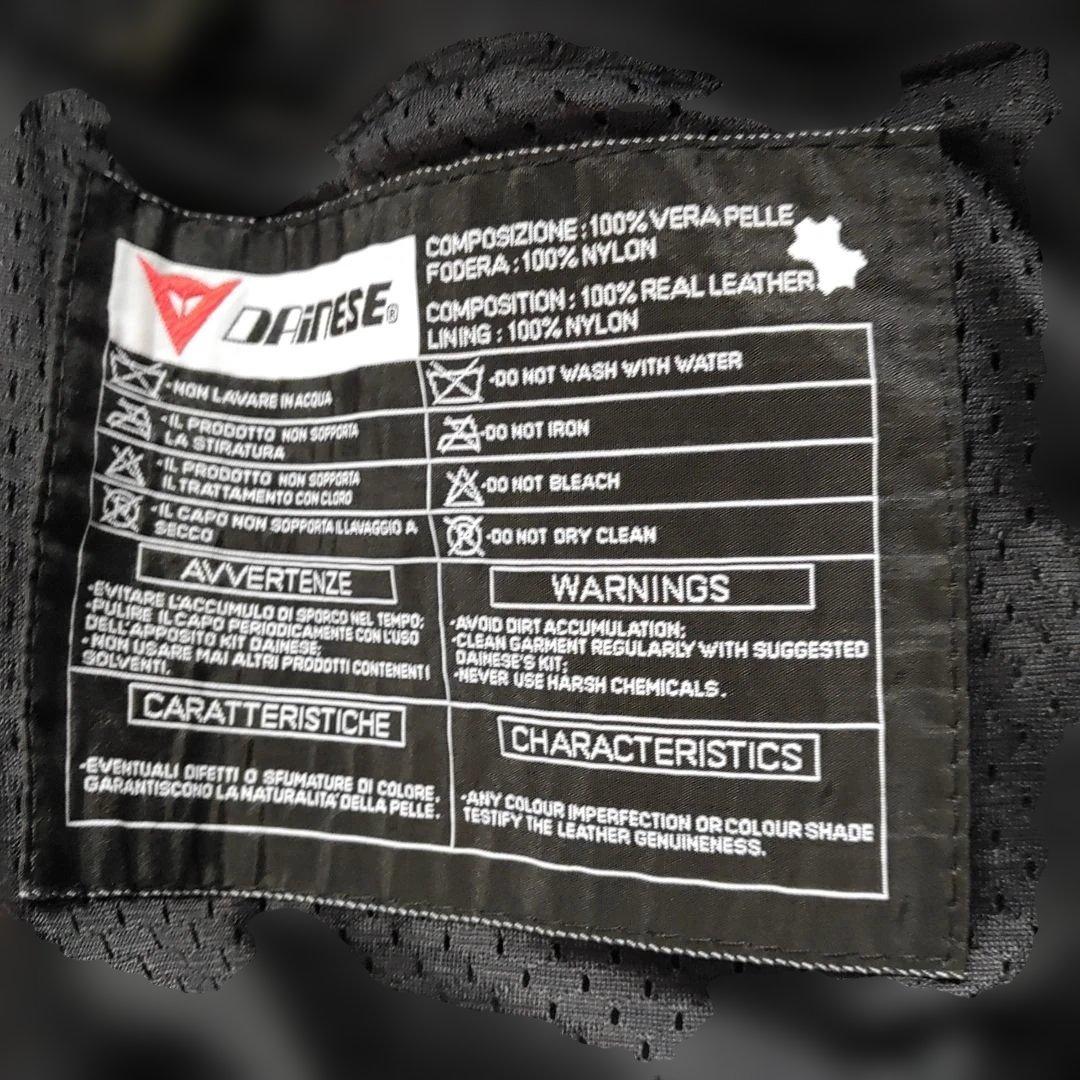 DAINESE®
COMPOSIZIONE : 100% VERA PELLE
FODERA : 100% NYLON
COMPOSITION : 100% REAL LEATHER
LINING : 100% NYLON
-NON LAVARE IN ACQUA
-IL PRODOTTO NON SOPPORTA
LA STIRATURA
-IL PRODOTTO NON SOPPORTA
IL TRATTAMENTO CON CLORO
-IL CAPO NON SOPPORTA IL LAVAGGIO A
SECCO
-DO NOT WASH WITH WATER
-DO NOT IRON
-DO NOT BLEACH
-DO NOT DRY CLEAN
AVVERTENZE
-EVITARE L'ACCUMULO DI SPORCO NEL TEMPO;
-PULIRE IL CAPO PERIODICAMENTE CON L'USO
DELL'APPOSITO KIT DAINESE;
-NON USARE MAI ALTRI PRODOTTI CONTENENTI
SOLVENTI.
WARNINGS
-AVOID DIRT ACCUMULATION;
-CLEAN GARMENT REGULARLY WITH SUGGESTED
DAINESE'S KIT;
-NEVER USE HARSH CHEMICALS.
CARATTERISTICHE
-EVENTUALI DIFETTI O SFUMATURE DI COLORE,
GARANTISCONO LA NATURALITA' DELLA PELLE.
CHARACTERISTICS
-ANY COLOUR IMPERFECTION OR COLOUR SHADE
TESTIFY THE LEATHER GENUINENESS.